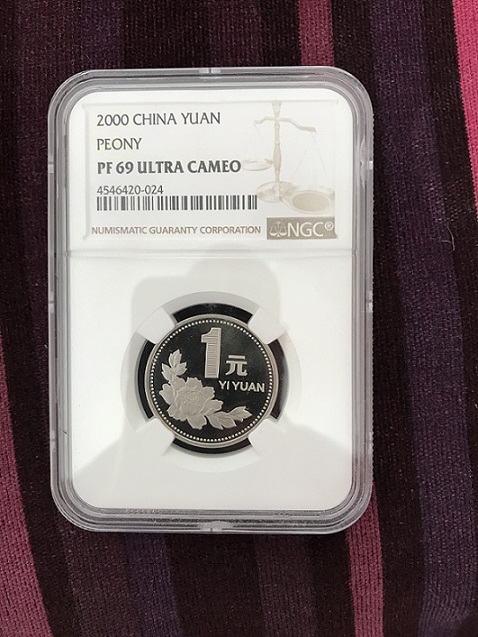 2000 CHINA YUAN
PEONY
PF 69 ULTRA CAMEO
4546420-024
NUMISMATIC GUARANTY CORPORATION
NGC®
1元
YI YUAN